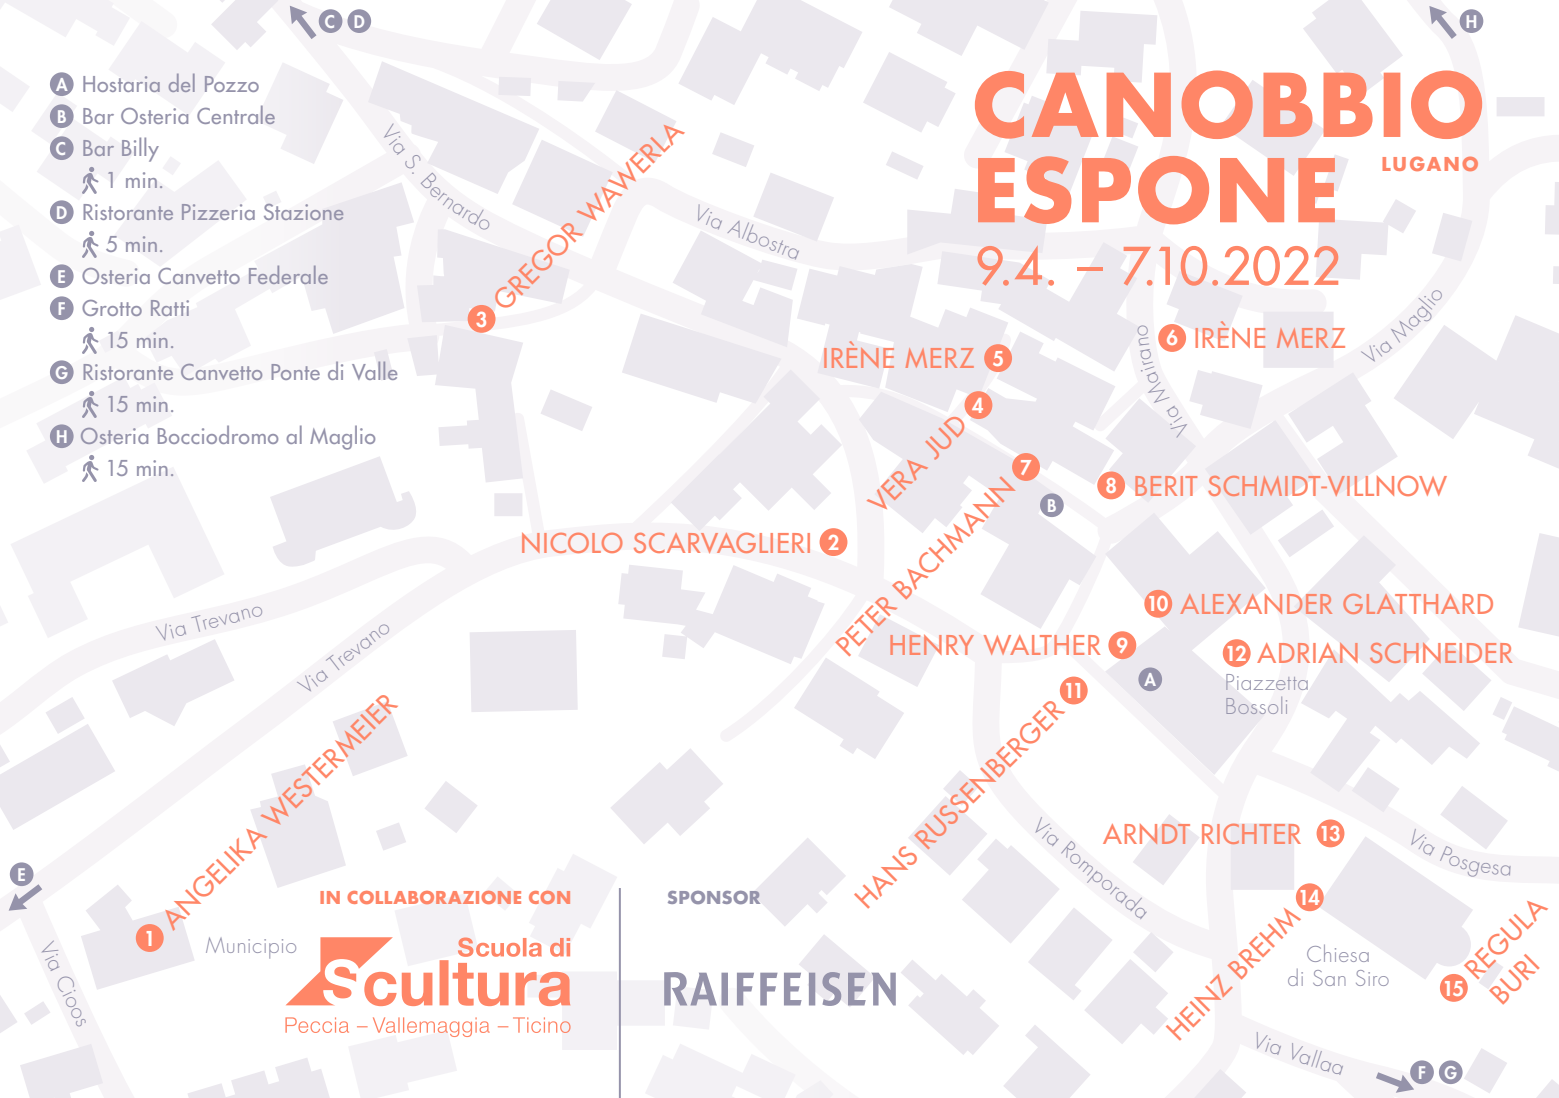 C D
H
A Hostaria del Pozzo
B Bar Osteria Centrale
C Bar Billy
1 min.
D Ristorante Pizzeria Stazione
5 min.
E Osteria Canvetto Federale
F Grotto Ratti
15 min.
G Ristorante Canvetto Ponte di Valle
15 min.
H Osteria Bocciodromo al Maglio
15 min.
CANOBBIO
ESPONE
LUGANO
9.4. – 7.10.2022
Via S. Bernardo
3 GREGOR WAWERLA
Via Albostra
Via Mairano
6 IRÈNE MERZ
Via Maglio
IRÈNE MERZ 5
VERA JUD 4
PETER BACHMANN 7
B
8 BERIT SCHMIDT-VILLNOW
NICOLO SCARVAGLIERI 2
Via Trevano
Via Trevano
10 ALEXANDER GLATTHARD
HENRY WALTHER 9
12 ADRIAN SCHNEIDER
Piazzetta
Bossoli
A
HANS RUSSENBERGER 11
1 ANGELIKA WESTERMEIER
Via Romporada
ARNDT RICHTER 13
Via Posgesa
E
Via Cioos
Municipio
HEINZ BREHM 14
Chiesa
di San Siro
15 REGULA
BURI
Via Vallaa
F G
IN COLLABORAZIONE CON
Scuola di
Scultura
Peccia – Vallemaggia – Ticino
SPONSOR
RAIFFEISEN